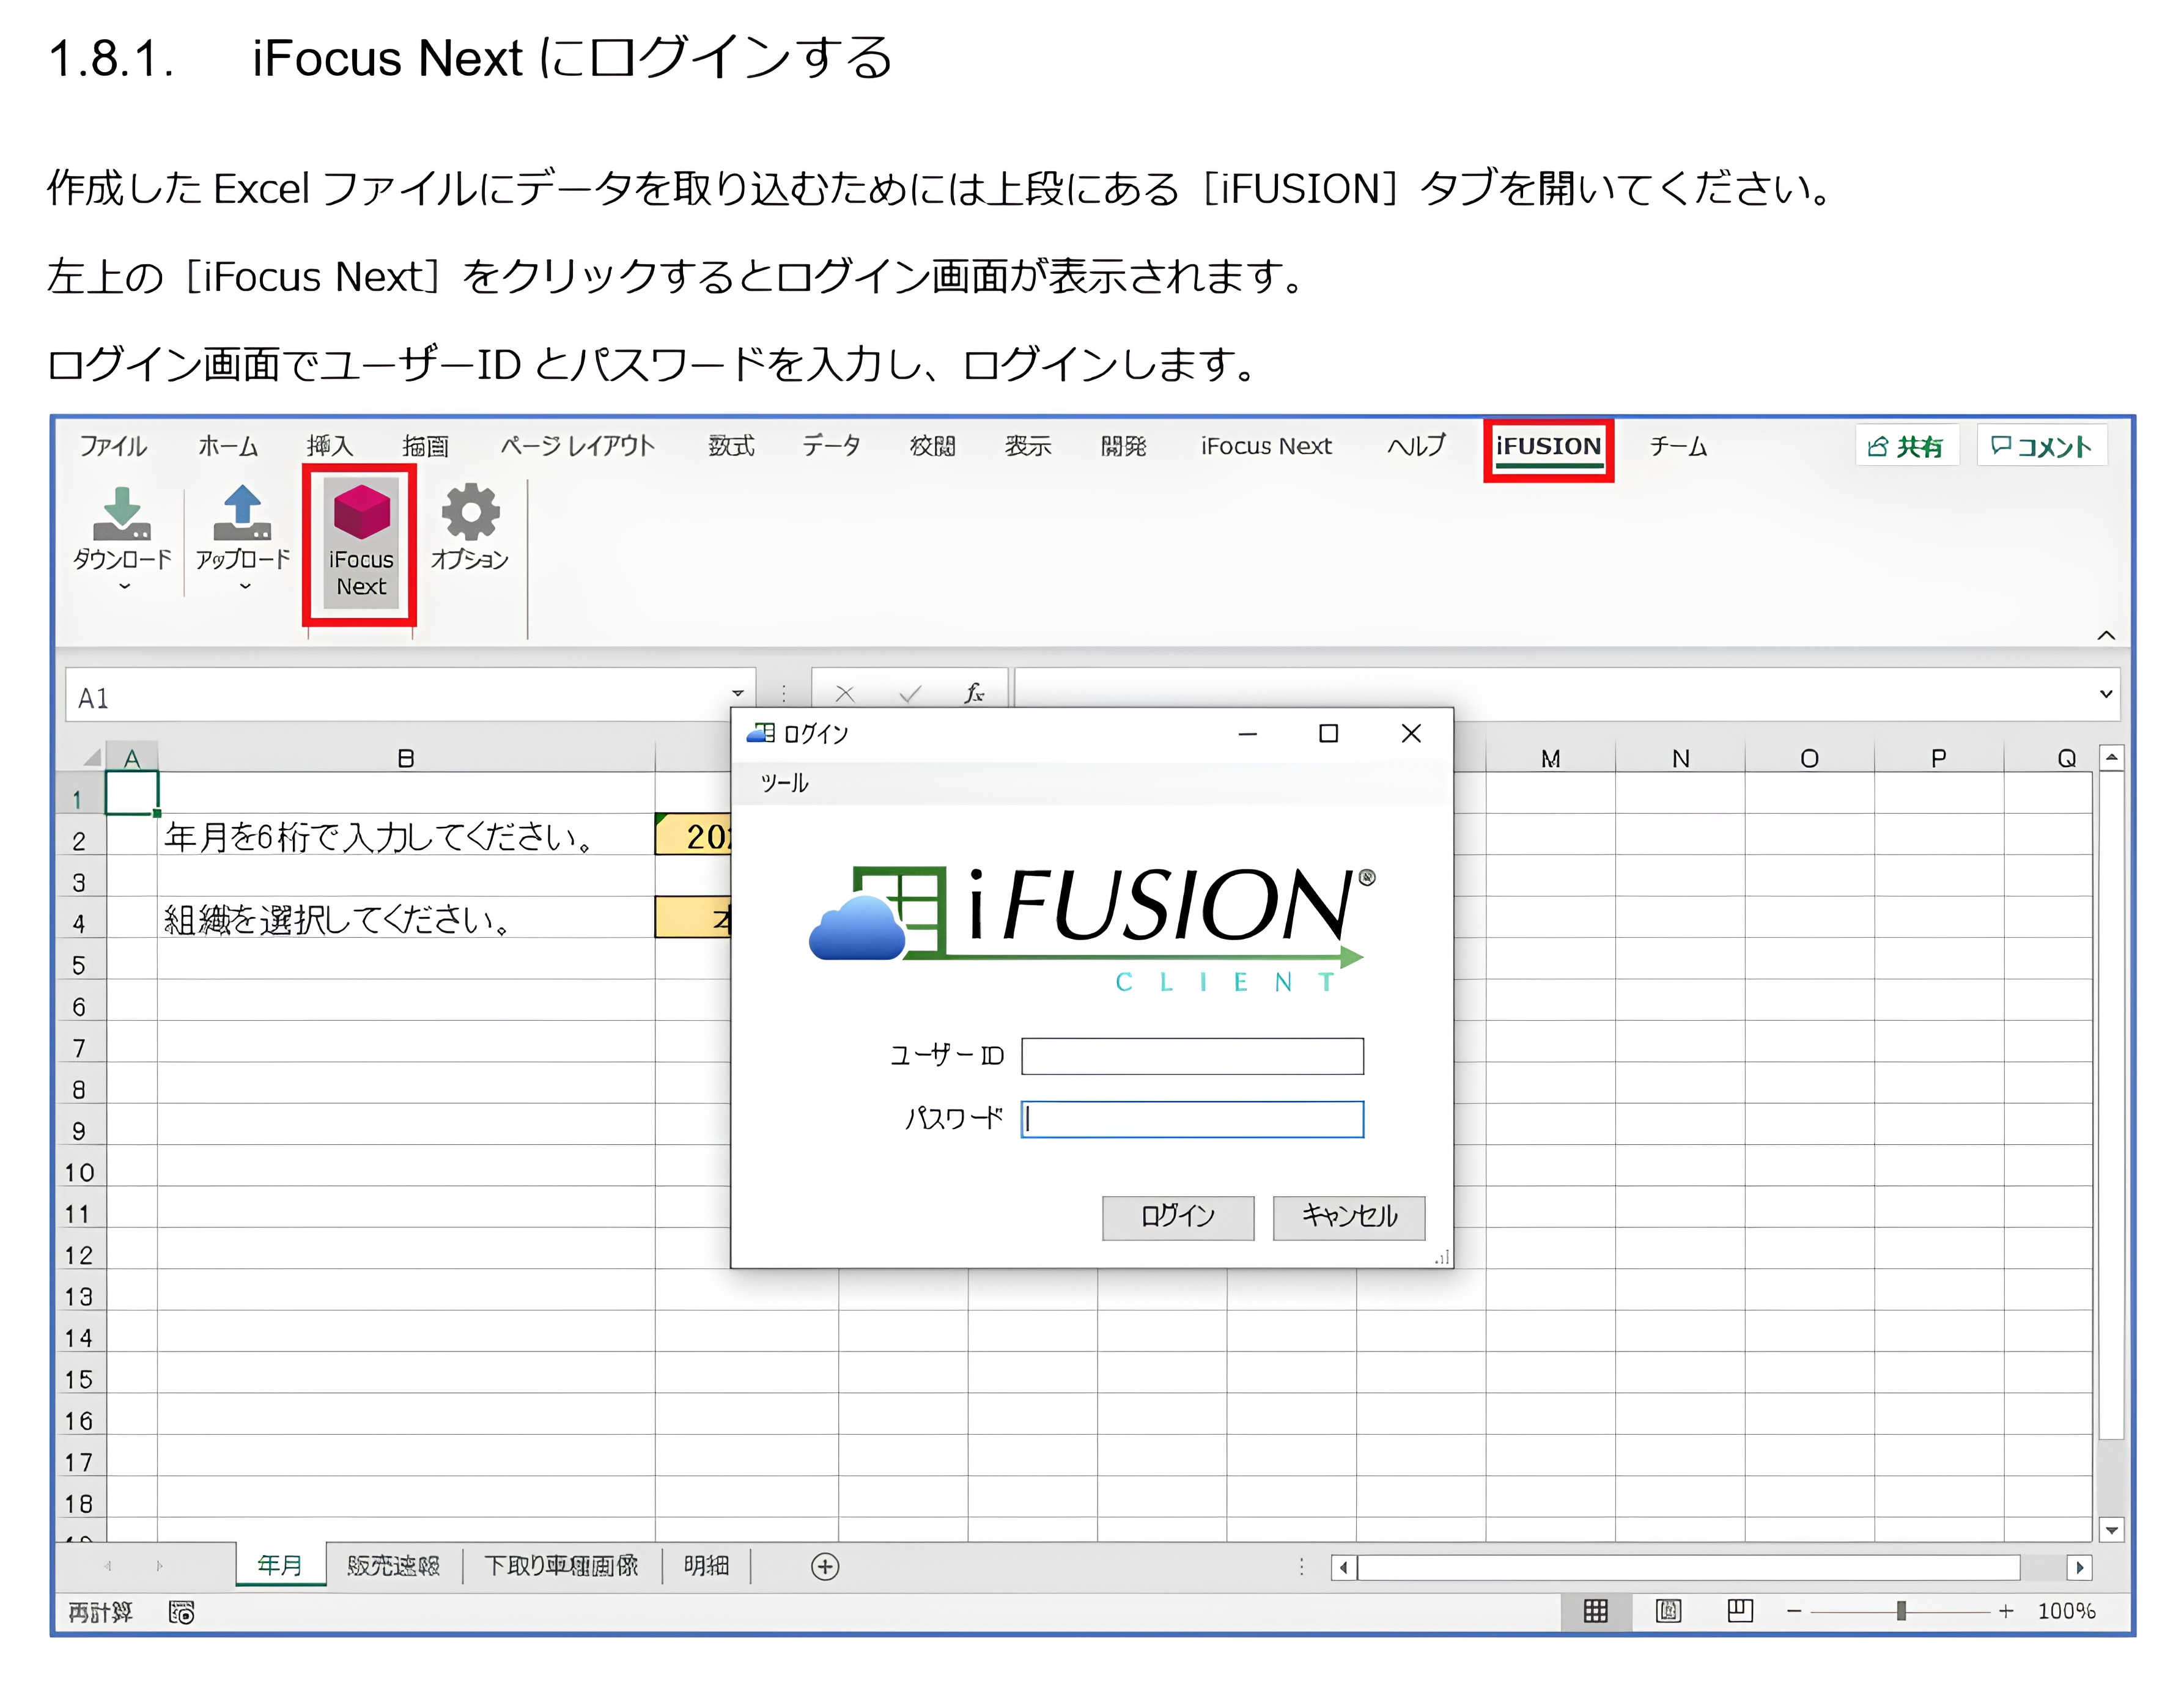 1.8.1. iFocus Next にログインする
作成した Excel ファイルにデータを取り込むためには上段にある［iFUSION］タブを開いてください。
左上の［iFocus Next］をクリックするとログイン画面が表示されます。
ログイン画面でユーザーID とパスワードを入力し、ログインします。
ファイル ホーム 挿入 描画 ページ レイアウト 数式 データ 校閲 表示 開発 iFocus Next ヘルプ iFUSION チーム 共有 コメント
ダウンロード アップロード iFocus Next オプション
A1 fx
ログイン
ツール
A B M N O P Q
1
2 年月を6桁で入力してください。 20
3
4 組織を選択してください。
5
6
7
8
9
10
11
12
13
14
15
16
17
18
iFUSION®
CLIENT
ユーザー ID
パスワード
ログイン キャンセル
年月 販売速報 下取り車種画像 明細
再計算 100%